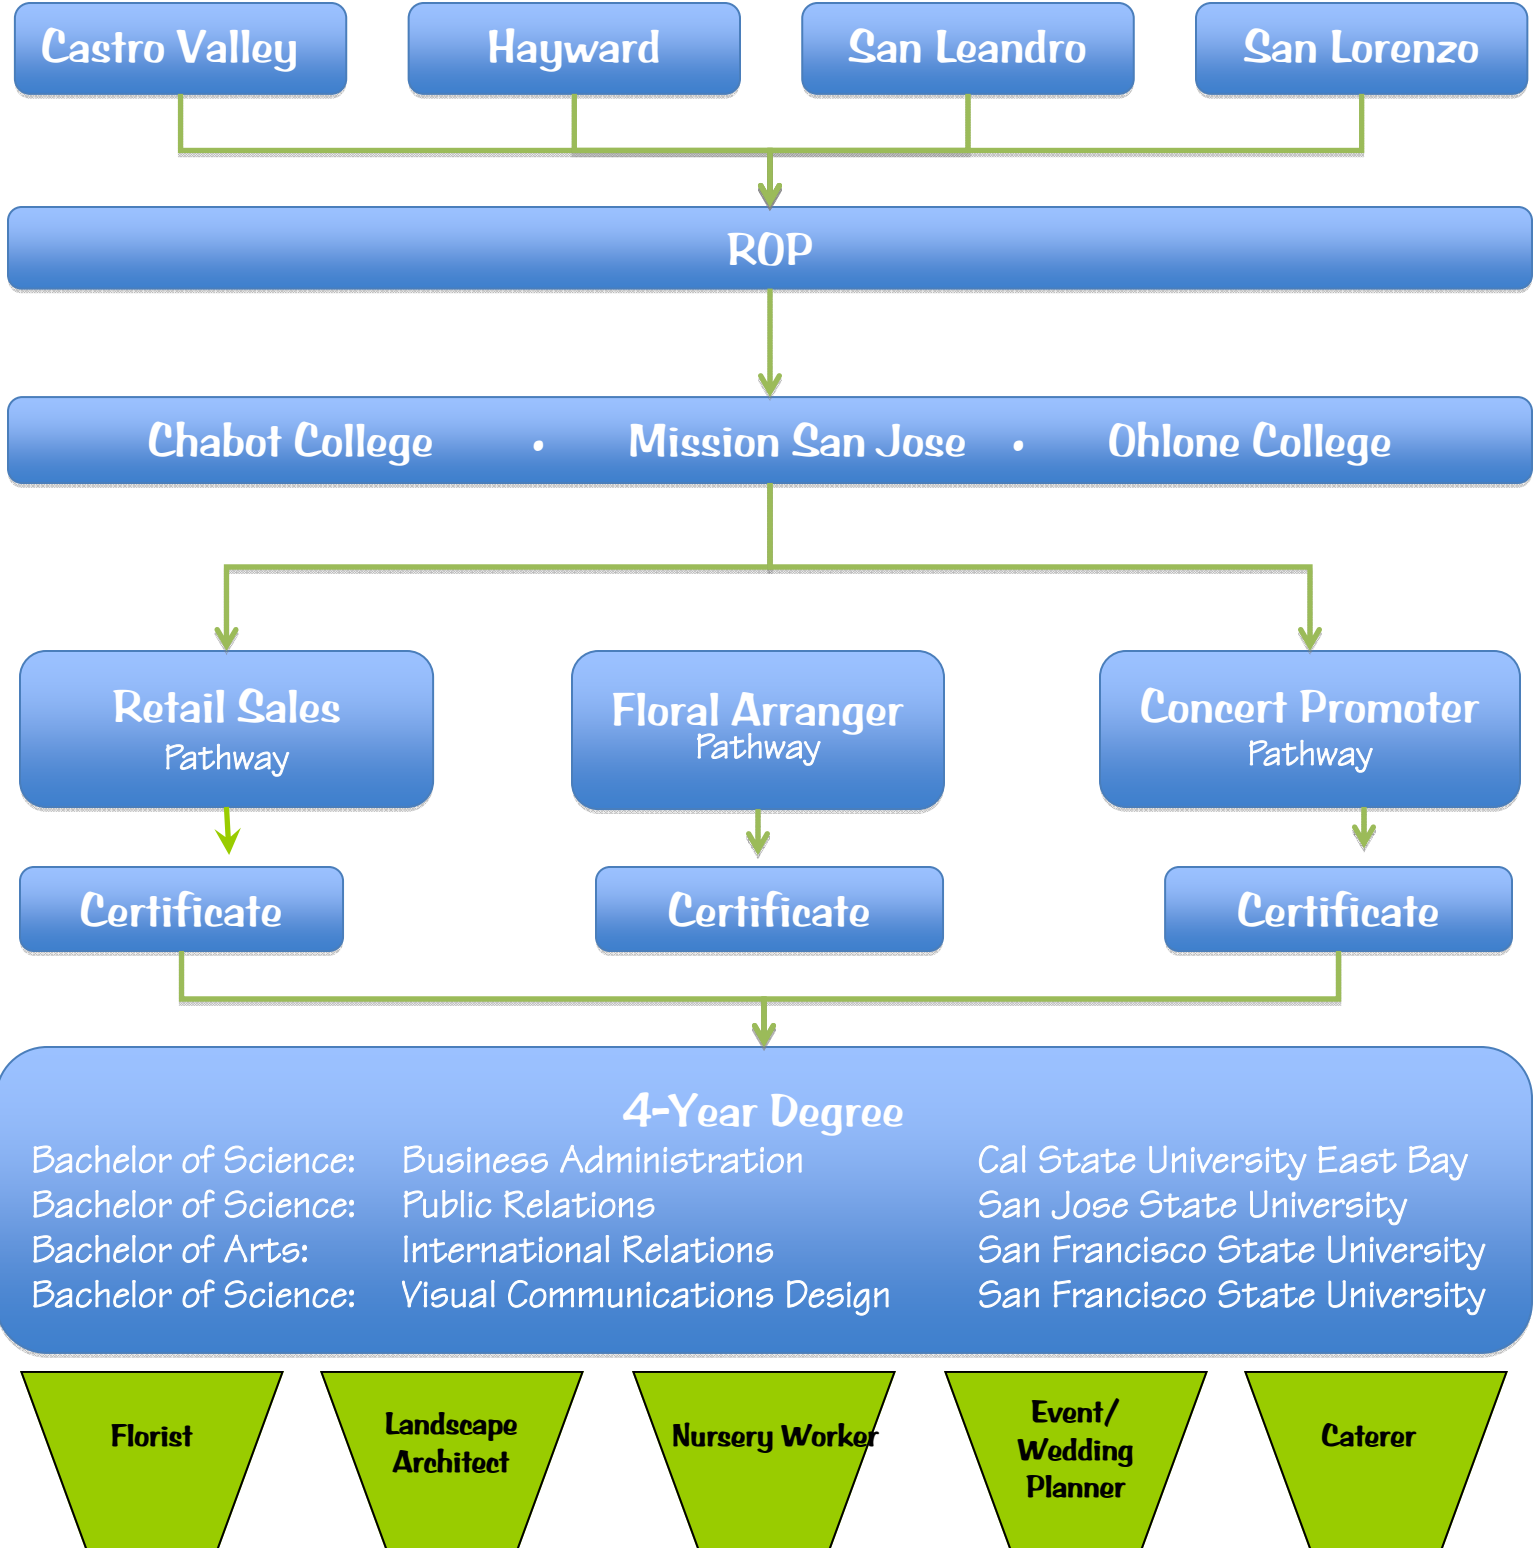 Castro Valley
Hayward
San Leandro
San Lorenzo
ROP
Chabot College • Mission San Jose • Ohlone College
Retail Sales
Pathway
Floral Arranger
Pathway
Concert Promoter
Pathway
Certificate
Certificate
Certificate
4-Year Degree
Bachelor of Science: Business Administration Cal State University East Bay
Bachelor of Science: Public Relations San Jose State University
Bachelor of Arts: International Relations San Francisco State University
Bachelor of Science: Visual Communications Design San Francisco State University
Florist
Landscape
Architect
Nursery Worker
Event/
Wedding
Planner
Caterer